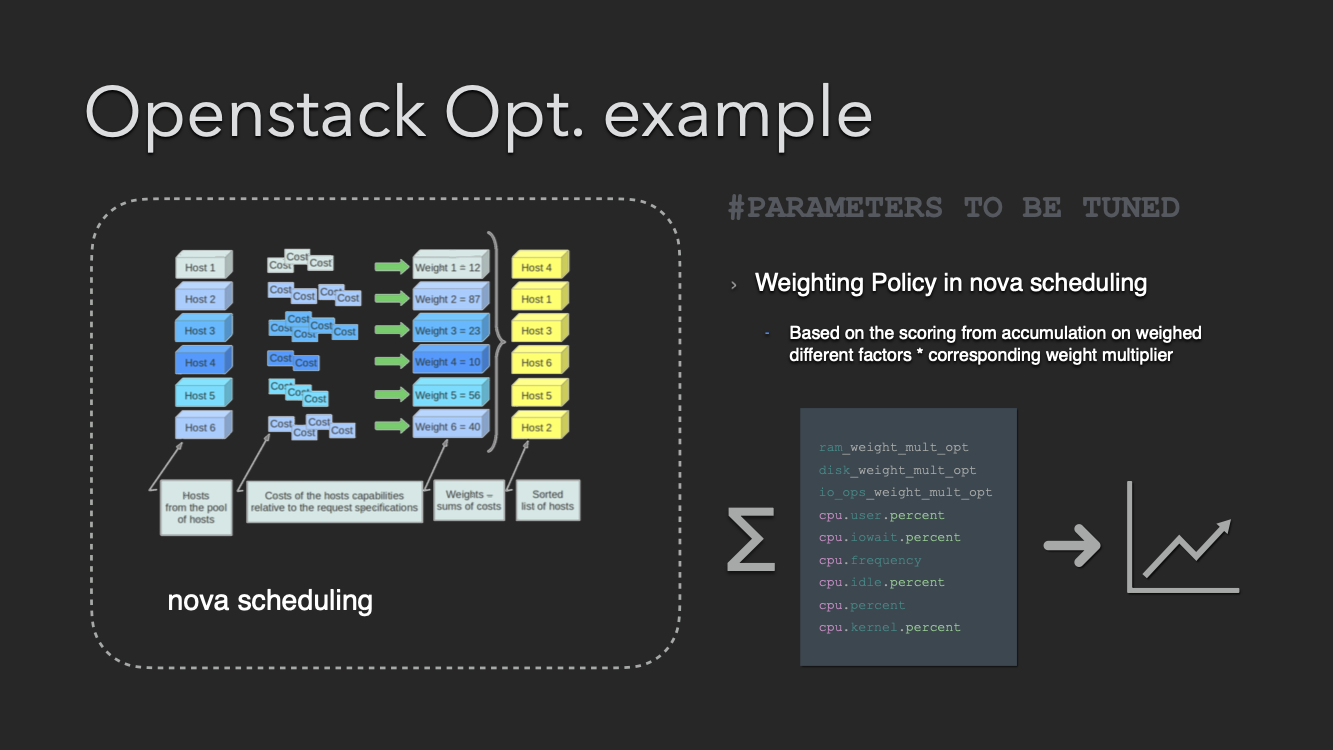 Openstack Opt. example
Host 1
Host 2
Host 3
Host 4
Host 5
Host 6
Cost Cost Cost
Cost Cost Cost Cost
Cost Cost Cost Cost Cost
Cost Cost
Cost Cost Cost
Cost Cost Cost Cost
Weight 1 = 12
Weight 2 = 87
Weight 3 = 23
Weight 4 = 10
Weight 5 = 56
Weight 6 = 40
Host 4
Host 1
Host 3
Host 6
Host 5
Host 2
Hosts
from the pool
of hosts
Costs of the hosts capabilities
relative to the request specifications
Weights –
sums of costs
Sorted
list of hosts
nova scheduling
#PARAMETERS TO BE TUNED
› Weighting Policy in nova scheduling
- Based on the scoring from accumulation on weighed
different factors * corresponding weight multiplier
Σ
ram_weight_mult_opt
disk_weight_mult_opt
io_ops_weight_mult_opt
cpu.user.percent
cpu.iowait.percent
cpu.frequency
cpu.idle.percent
cpu.percent
cpu.kernel.percent